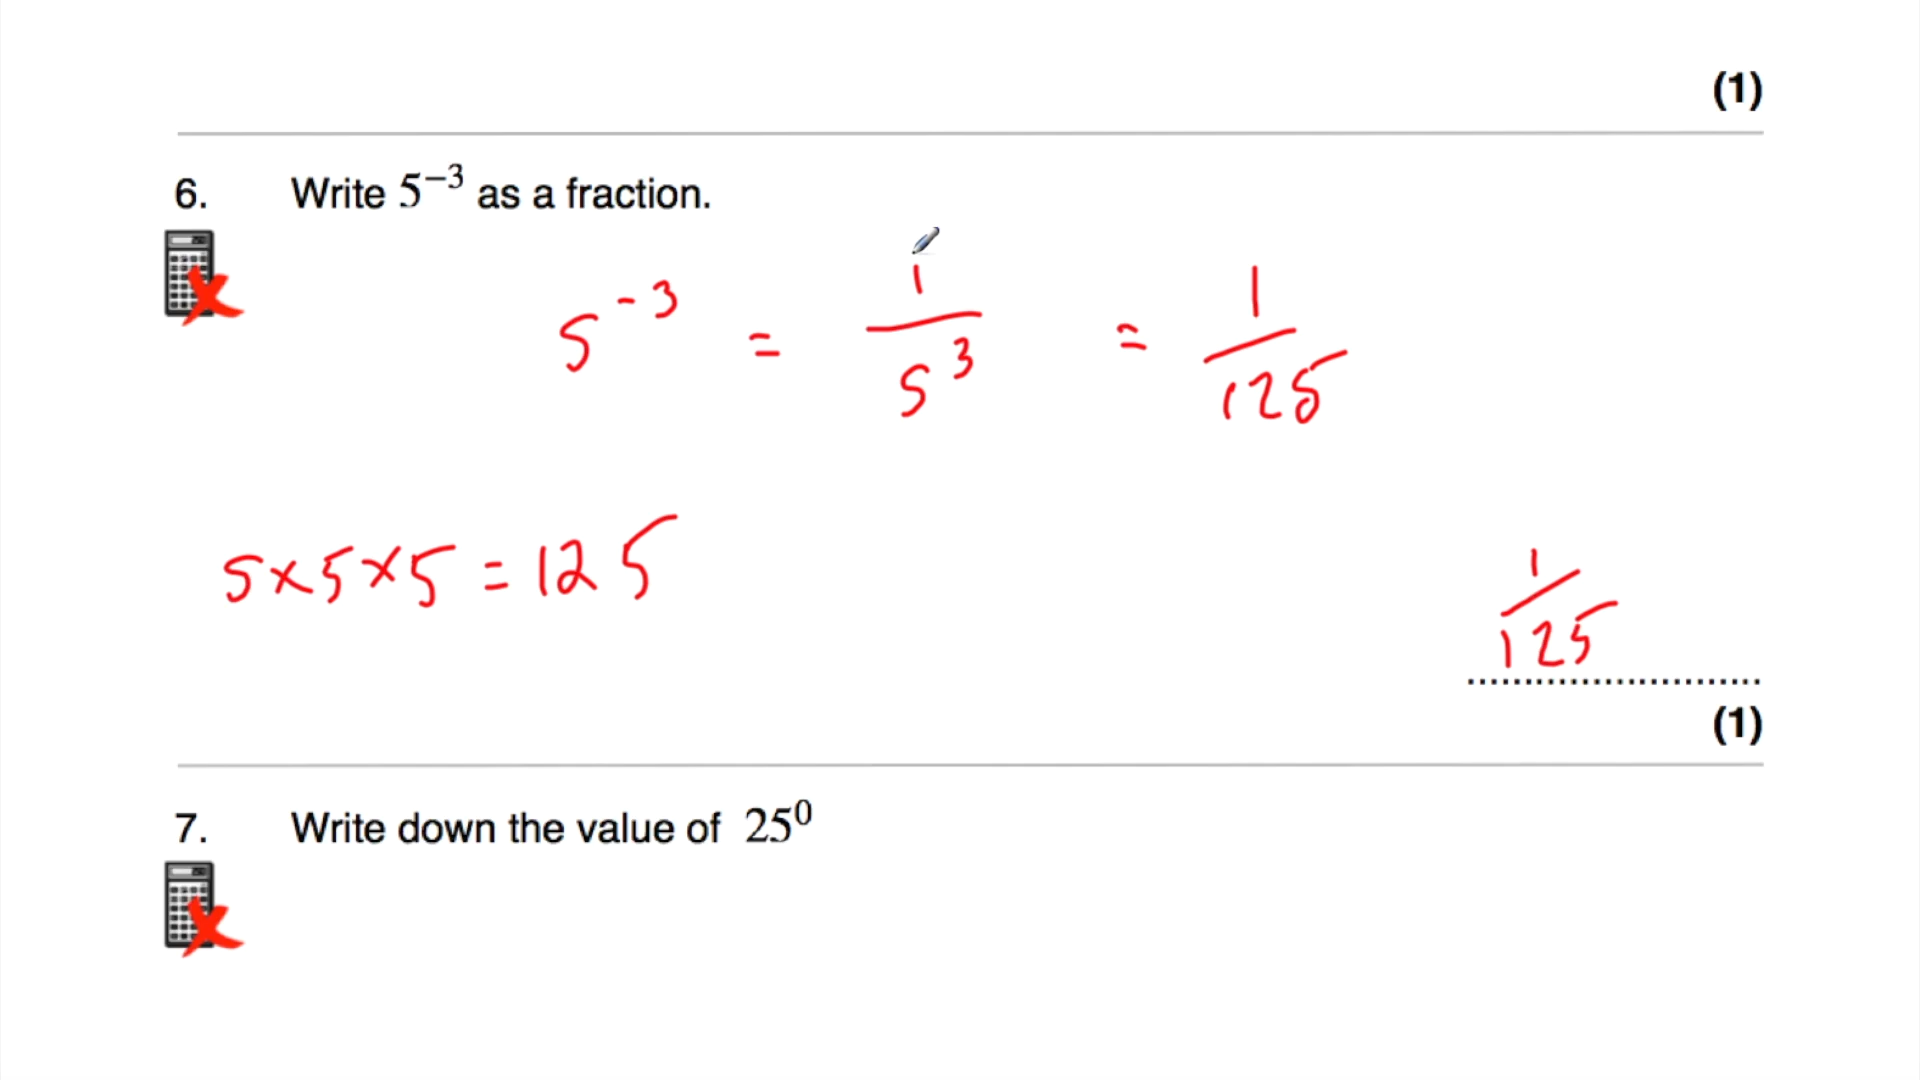 (1)
6. Write 5⁻³ as a fraction.
5⁻³ = 1/5³ = 1/125
5×5×5 = 125
1/125
(1)
7. Write down the value of 25⁰